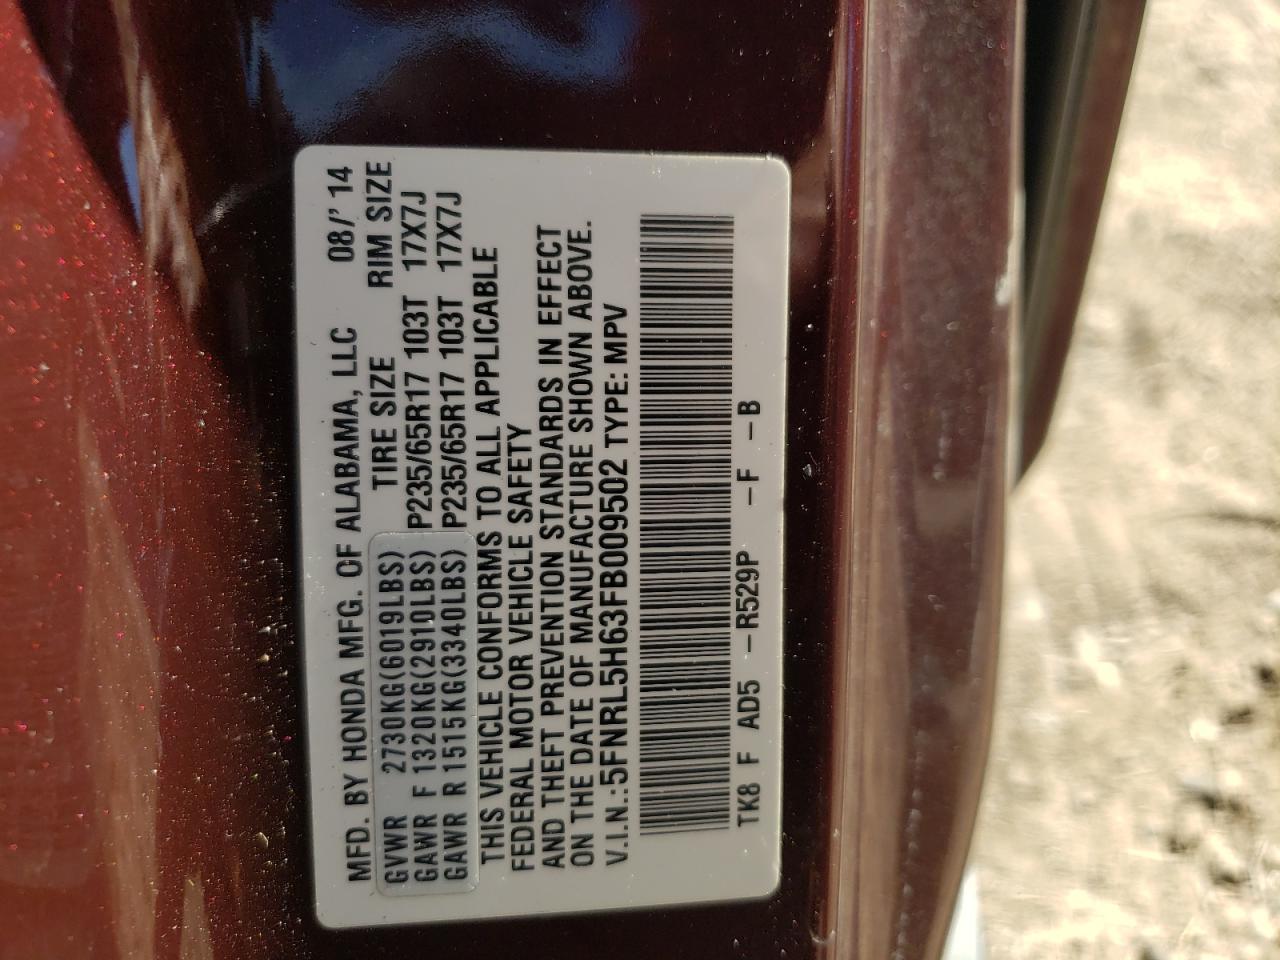 MFD. BY HONDA MFG. OF ALABAMA, LLC 08/' 14
TIRE SIZE RIM SIZE
GVWR 2730KG(6019LBS)
GAWR F 1320KG(2910LBS) P235/65R17 103T 17X7J
GAWR R 1515KG(3340LBS) P235/65R17 103T 17X7J
THIS VEHICLE CONFORMS TO ALL APPLICABLE
FEDERAL MOTOR VEHICLE SAFETY
AND THEFT PREVENTION STANDARDS IN EFFECT
ON THE DATE OF MANUFACTURE SHOWN ABOVE.
V.I.N.:5FNRL5H63FB009502 TYPE: MPV
TK8 F AD5 –R529P –F –B